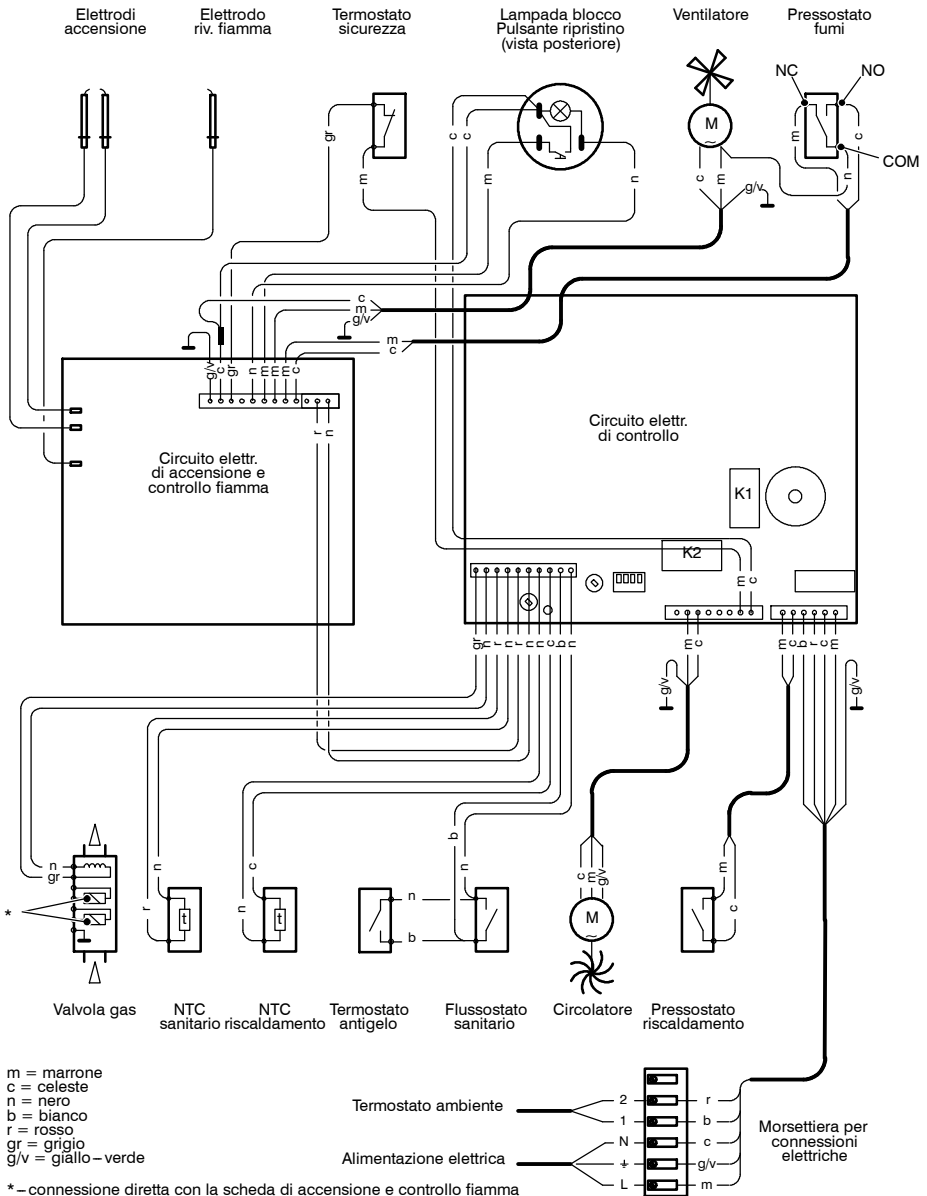 Elettrodi
accensione
Elettrodo
riv. fiamma
Termostato
sicurezza
Lampada blocco
Pulsante ripristino
(vista posteriore)
Ventilatore
Pressostato
fumi
NC
NO
M
~
COM
gr
m
c
c
m
n
c
m
g/v
m
n
c
c
m
g/v
m
c
g/v
c
gr
n
m
m
m
c
r
n
Circuito elettr.
di accensione e
controllo fiamma
Circuito elettr.
di controllo
K1
K2
m
c
gr
n
r
n
r
n
n
c
b
n
m
c
m
c
b
r
c
m
g/v
g/v
n
gr
*
n
r
t
c
n
t
n
b
b
n
c
m
g/v
M
~
m
c
Valvola gas
NTC
sanitario
NTC
riscaldamento
Termostato
antigelo
Flussostato
sanitario
Circolatore
Pressostato
riscaldamento
m = marrone
c = celeste
n = nero
b = bianco
r = rosso
gr = grigio
g/v = giallo–verde
Termostato ambiente
Alimentazione elettrica
2
1
N
L
r
b
c
g/v
m
Morsettiera per
connessioni
elettriche
*–connessione diretta con la scheda di accensione e controllo fiamma